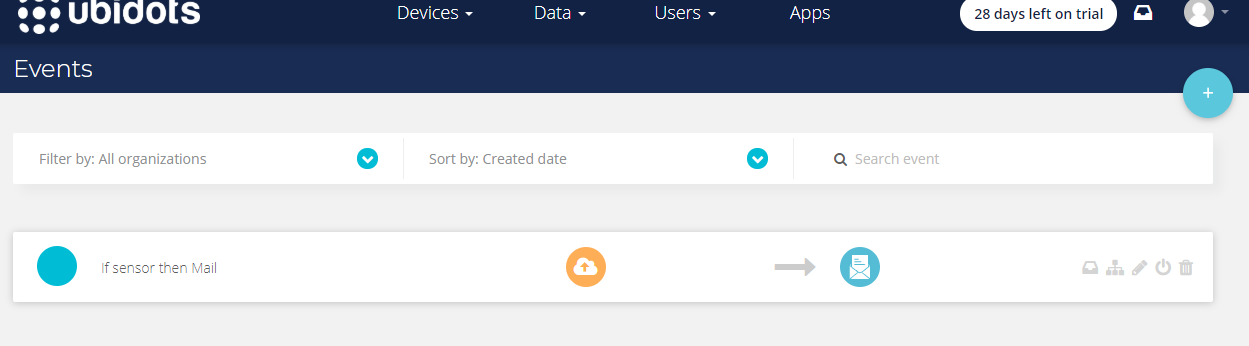 ubidots
Devices
Data
Users
Apps
28 days left on trial
Events
+
Filter by: All organizations
Sort by: Created date
Search event
If sensor then Mail